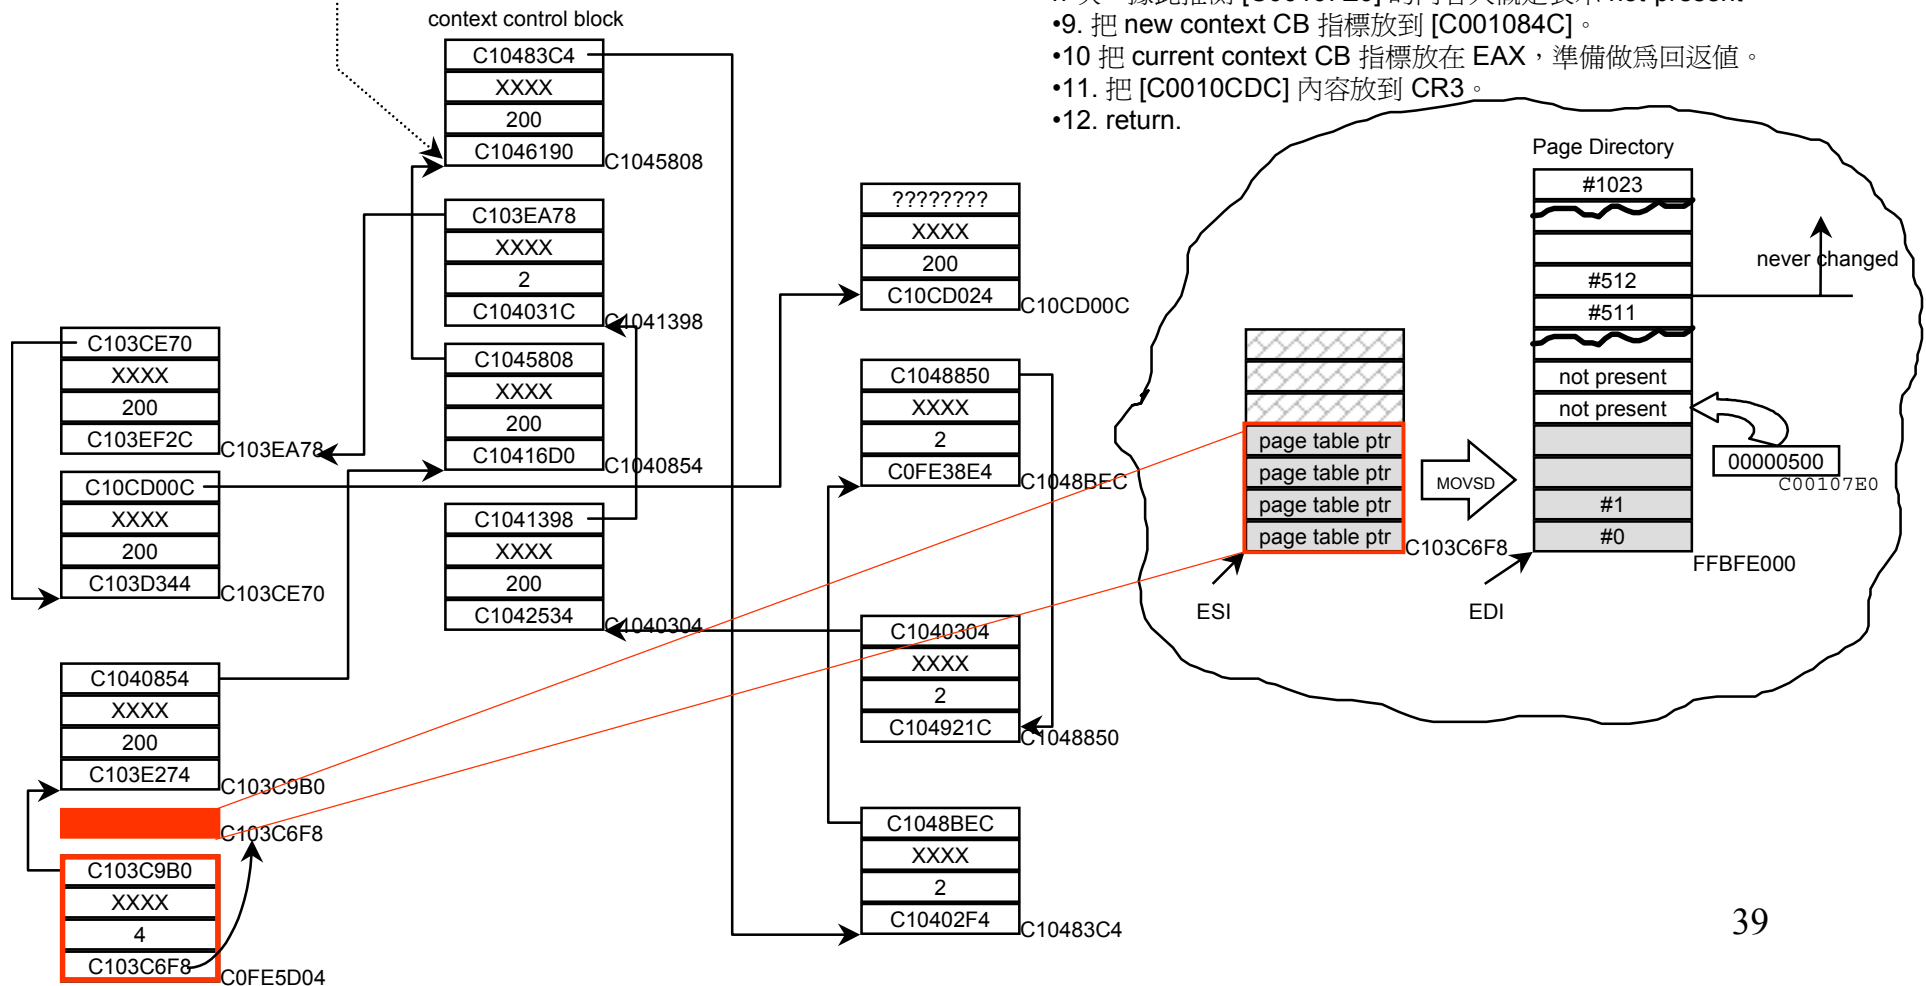 context control block
C10483C4
XXXX
200
C1046190
C1045808
C103EA78
XXXX
2
C104031C
C1041398
C1045808
XXXX
200
C10416D0
C1040854
C1041398
XXXX
200
C1042534
C1040304
C103CE70
XXXX
200
C103EF2C
C103EA78
C10CD00C
XXXX
200
C103D344
C103CE70
C1040854
XXXX
200
C103E274
C103C9B0
C103C6F8
C103C9B0
XXXX
4
C103C6F8
C0FE5D04
????????
XXXX
200
C10CD024
C10CD00C
C1048850
XXXX
2
C0FE38E4
C1048BEC
C1040304
XXXX
2
C104921C
C1048850
C1048BEC
XXXX
2
C10402F4
C10483C4
not present
•9. 把 new context CB 指標放到 [C001084C]。
•10 把 current context CB 指標放在 EAX，準備做爲回返值。
•11. 把 [C0010CDC] 內容放到 CR3。
•12. return.
Page Directory
#1023
#512
#511
not present
not present
#1
#0
FFBFE000
never changed
00000500
C00107E0
page table ptr
page table ptr
page table ptr
page table ptr
C103C6F8
MOVSD
ESI
EDI
39